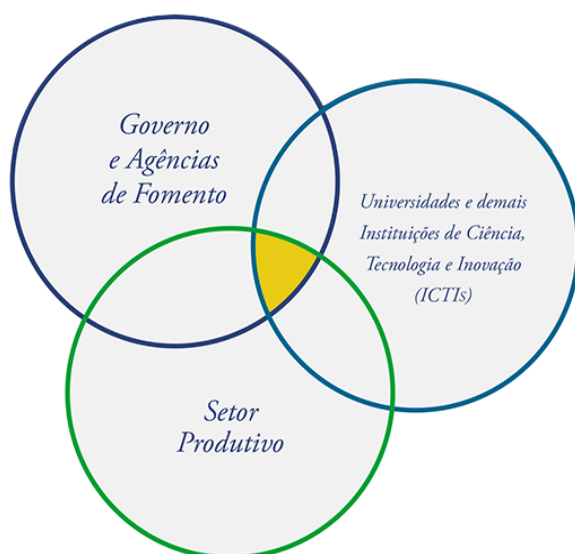 Governo
e Agências
de Fomento
Universidades e demais
Instituições de Ciência,
Tecnologia e Inovação
(ICTIs)
Setor
Produtivo